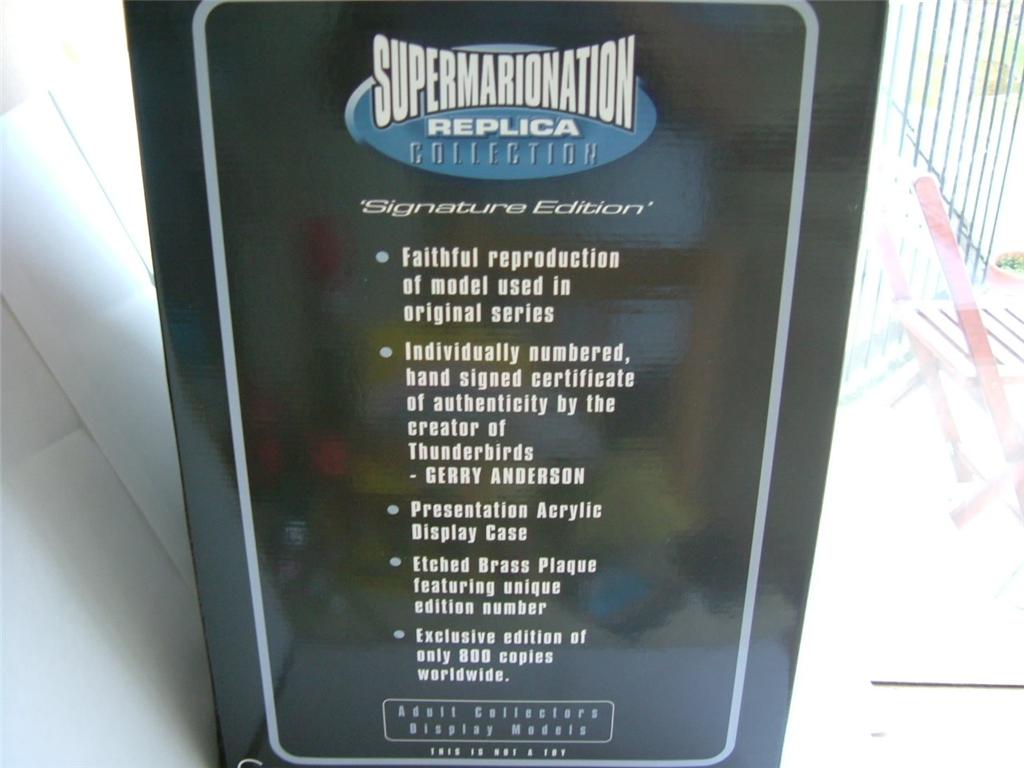 SUPERMARIONATION
REPLICA
COLLECTION
'Signature Edition'
• Faithful reproduction
of model used in
original series
• Individually numbered,
hand signed certificate
of authenticity by the
creator of
Thunderbirds
- GERRY ANDERSON
• Presentation Acrylic
Display Case
• Etched Brass Plaque
featuring unique
edition number
• Exclusive edition of
only 800 copies
worldwide.
Adult Collectors
Display Models
THIS IS NOT A TOY